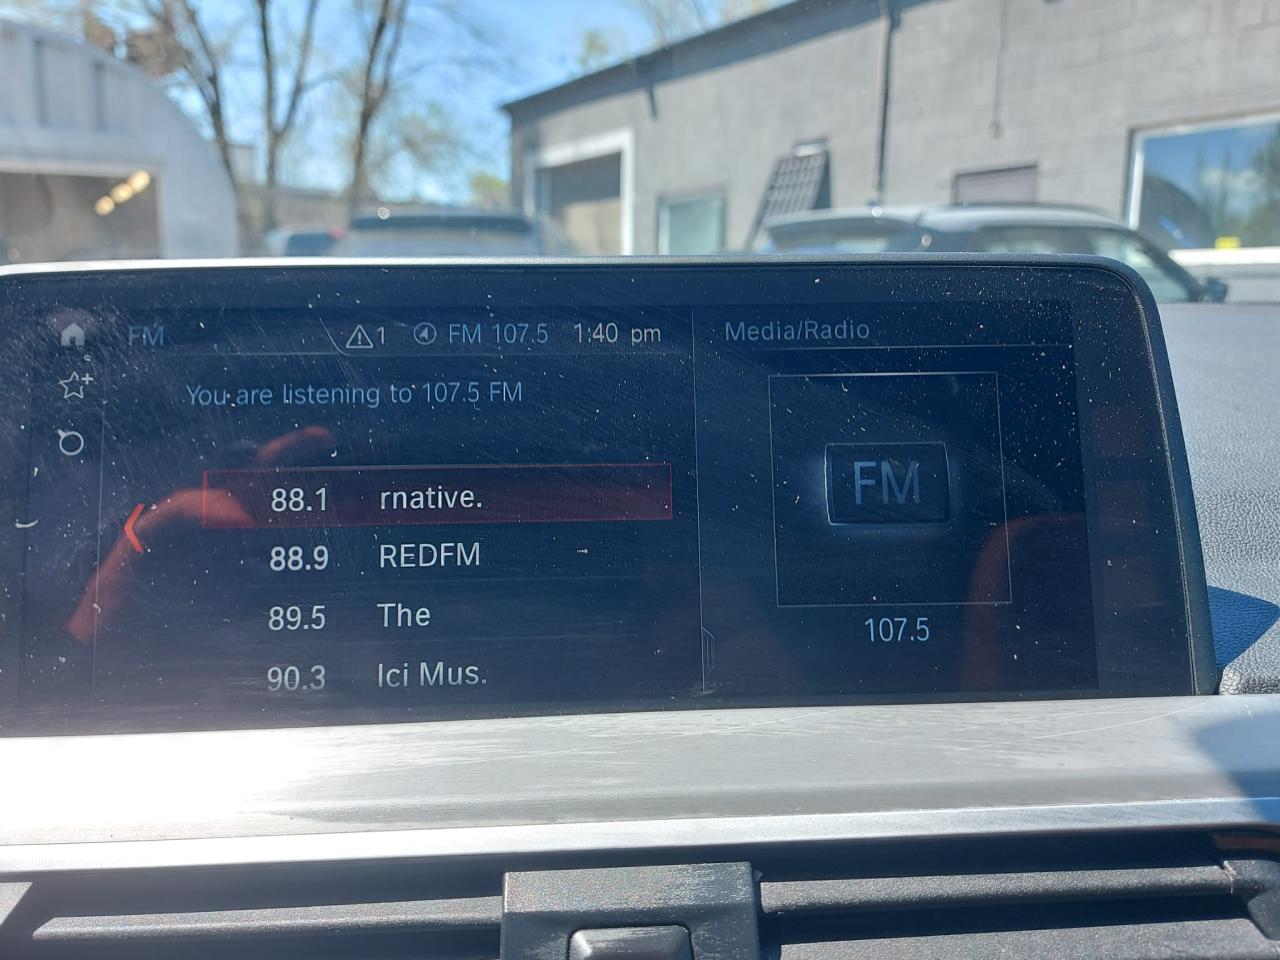 FM 1 FM 107.5 1:40 pm Media/Radio
You are listening to 107.5 FM
88.1 rnative.
88.9 REDFM
89.5 The
90.3 Ici Mus.
FM
107.5